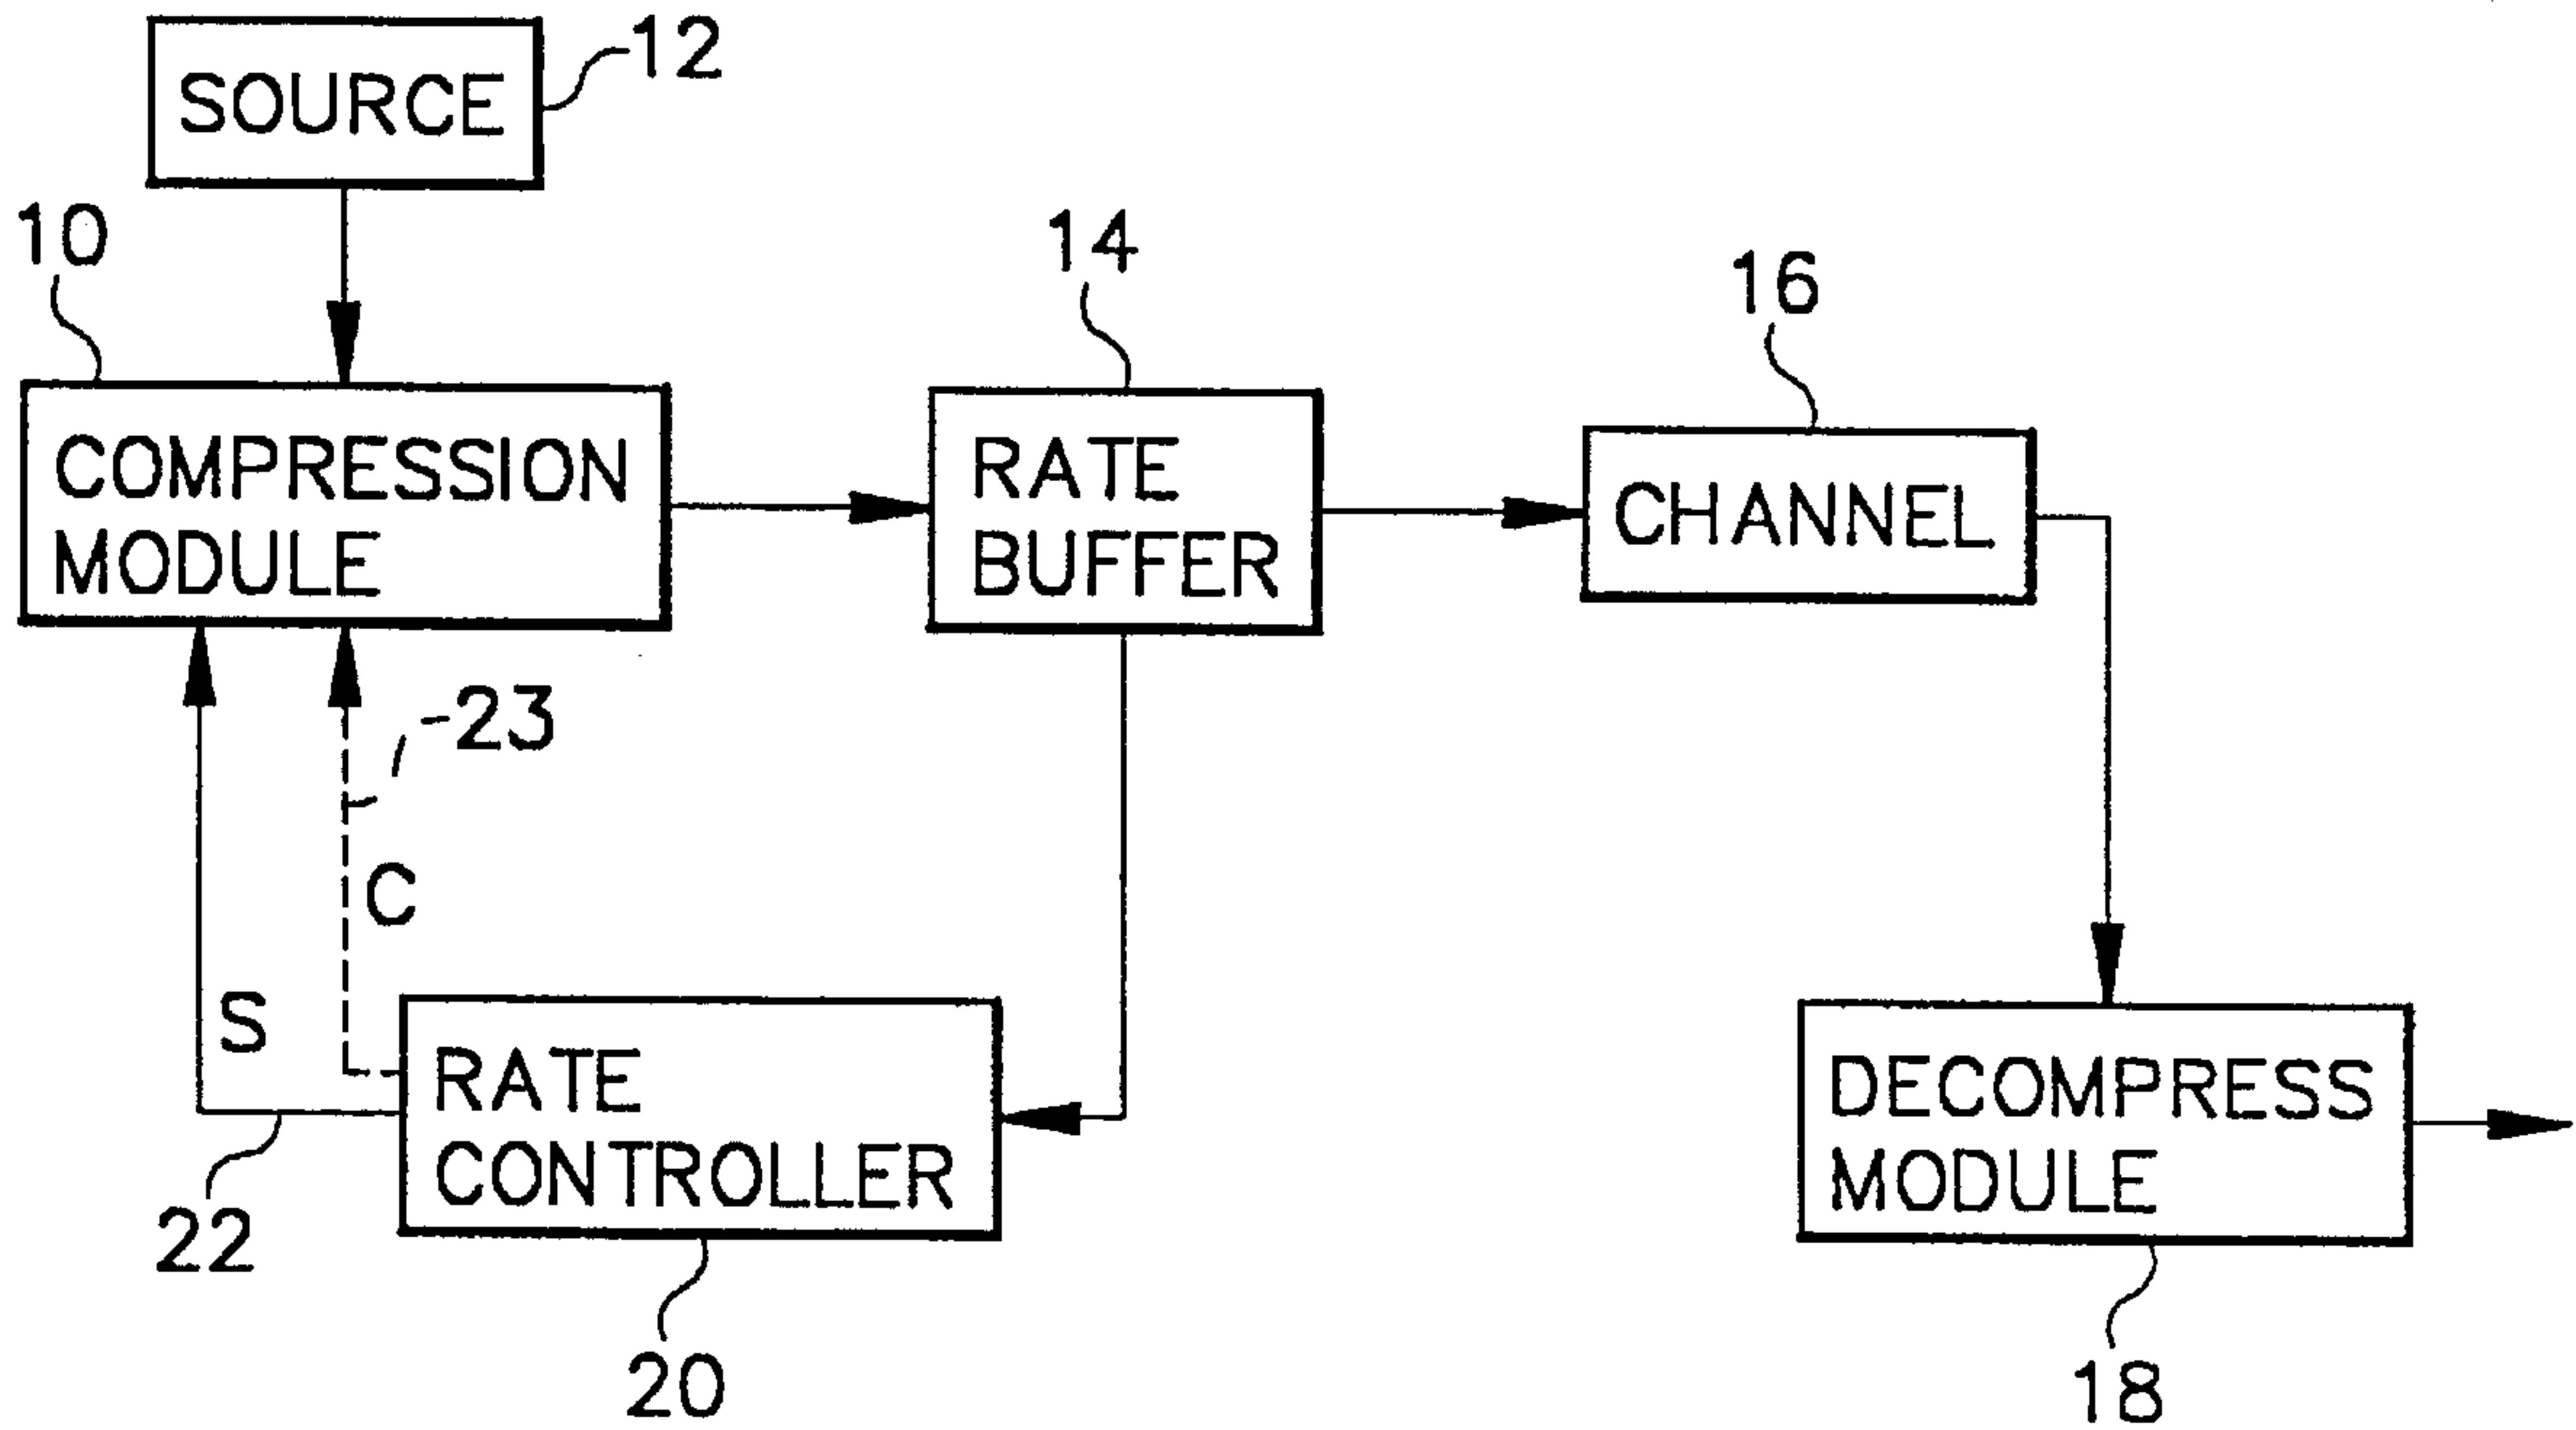 SOURCE
12
10
14
16
COMPRESSION
MODULE
RATE
BUFFER
CHANNEL
23
C
S
RATE
CONTROLLER
DECOMPRESS
MODULE
22
20
18